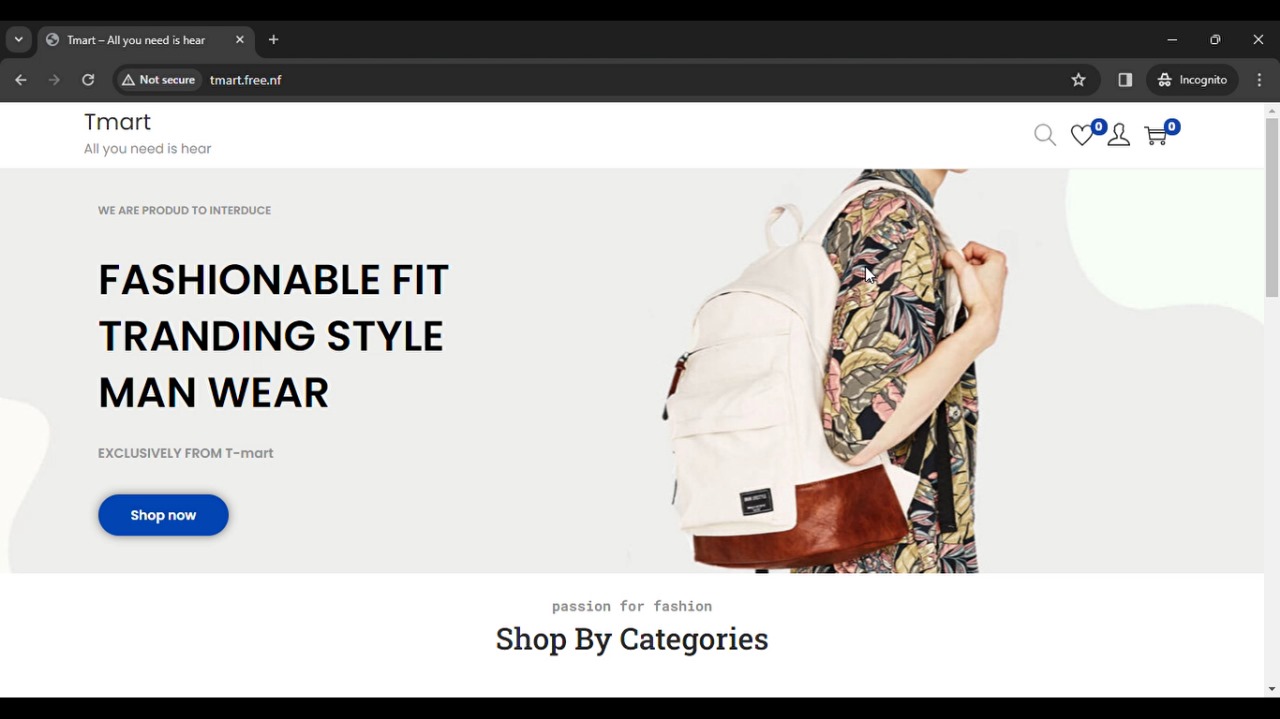 Tmart – All you need is hear
Not secure
tmart.free.nf
Incognito
Tmart
All you need is hear
0
0
WE ARE PRODUD TO INTERDUCE
FASHIONABLE FIT
TRANDING STYLE
MAN WEAR
EXCLUSIVELY FROM T-mart
Shop now
passion for fashion
Shop By Categories